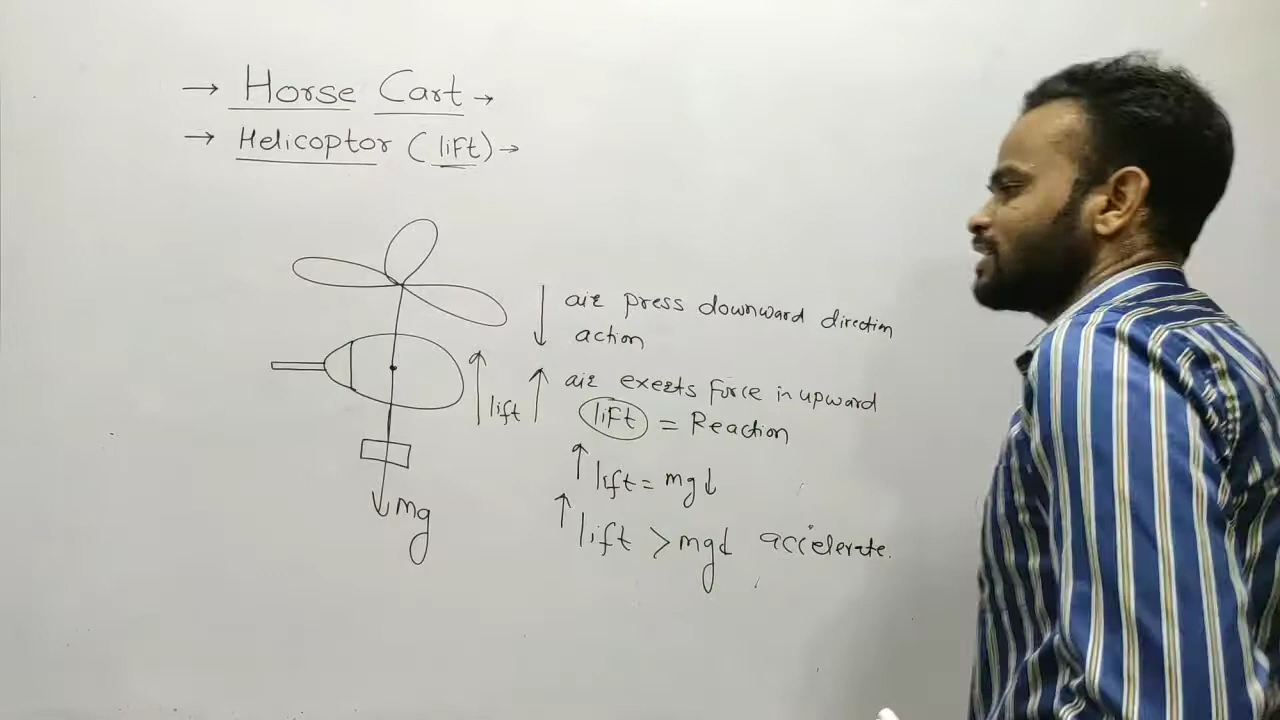 → Horse Cart →
→ Helicoptor (lift) →
↓ air press downward direction
action
↑ lift ↑ air exerts force in upward
lift = Reaction
↑ lift = mg↓
↑ lift > mg↓ accelerate.
↓ mg